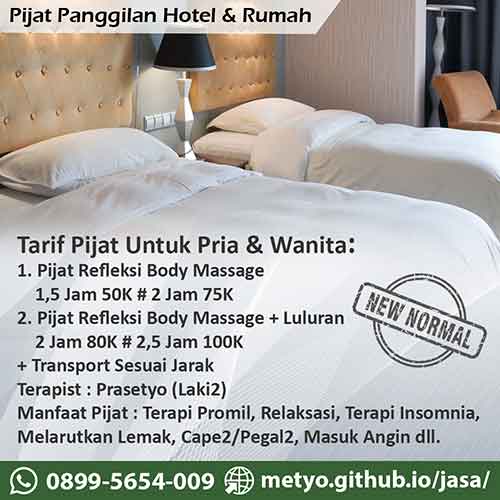 Pijat Panggilan Hotel & Rumah
Tarif Pijat Untuk Pria & Wanita:
1. Pijat Refleksi Body Massage
1,5 Jam 50K # 2 Jam 75K
2. Pijat Refleksi Body Massage + Luluran
2 Jam 80K # 2,5 Jam 100K
+ Transport Sesuai Jarak
Terapist : Prasetyo (Laki2)
Manfaat Pijat : Terapi Promil, Relaksasi, Terapi Insomnia,
Melarutkan Lemak, Cape2/Pegal2, Masuk Angin dll.
NEW NORMAL
0899-5654-009 metyo.github.io/jasa/